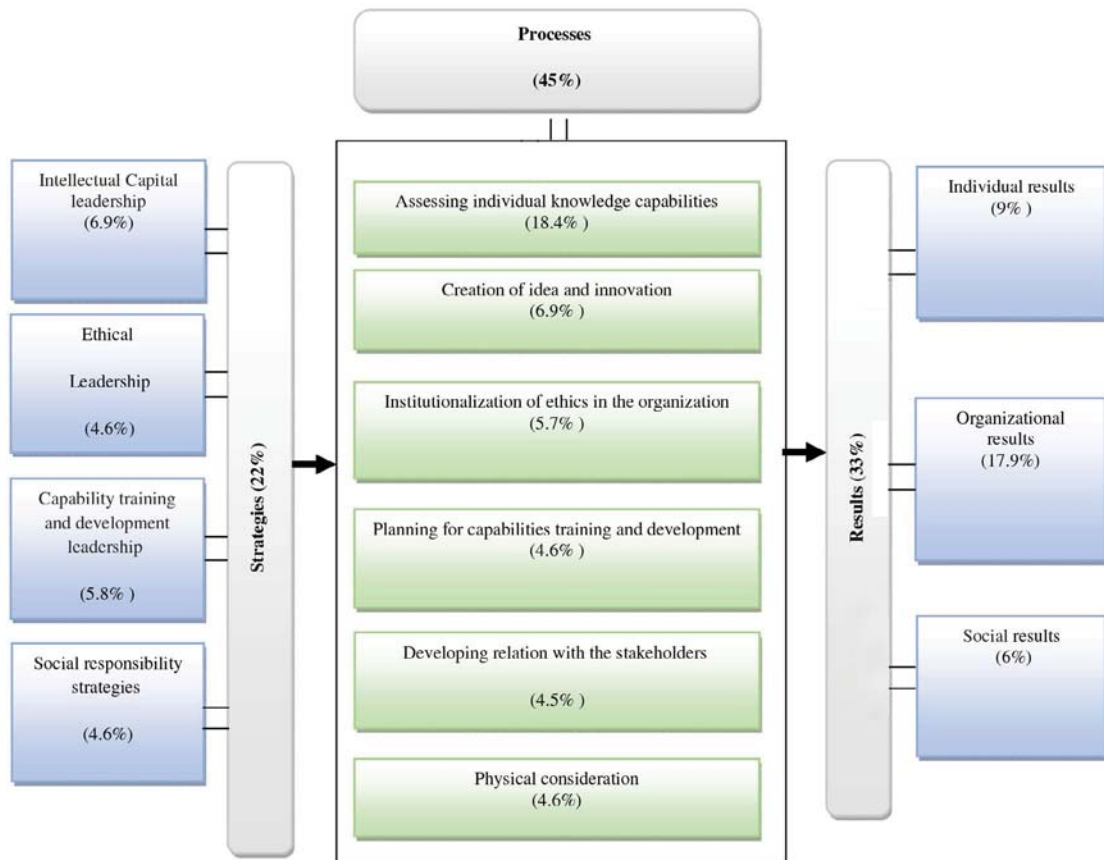 Processes
(45%)
Intellectual Capital
leadership
(6.9%)
Ethical
Leadership
(4.6%)
Capability training
and development
leadership
(5.8% )
Social responsibility
strategies
(4.6%)
Strategies (22%)
Assessing individual knowledge capabilities
(18.4% )
Creation of idea and innovation
(6.9% )
Institutionalization of ethics in the organization
(5.7% )
Planning for capabilities training and development
(4.6% )
Developing relation with the stakeholders
(4.5% )
Physical consideration
(4.6%)
Results (33%)
Individual results
(9% )
Organizational
results
(17.9%)
Social results
(6%)